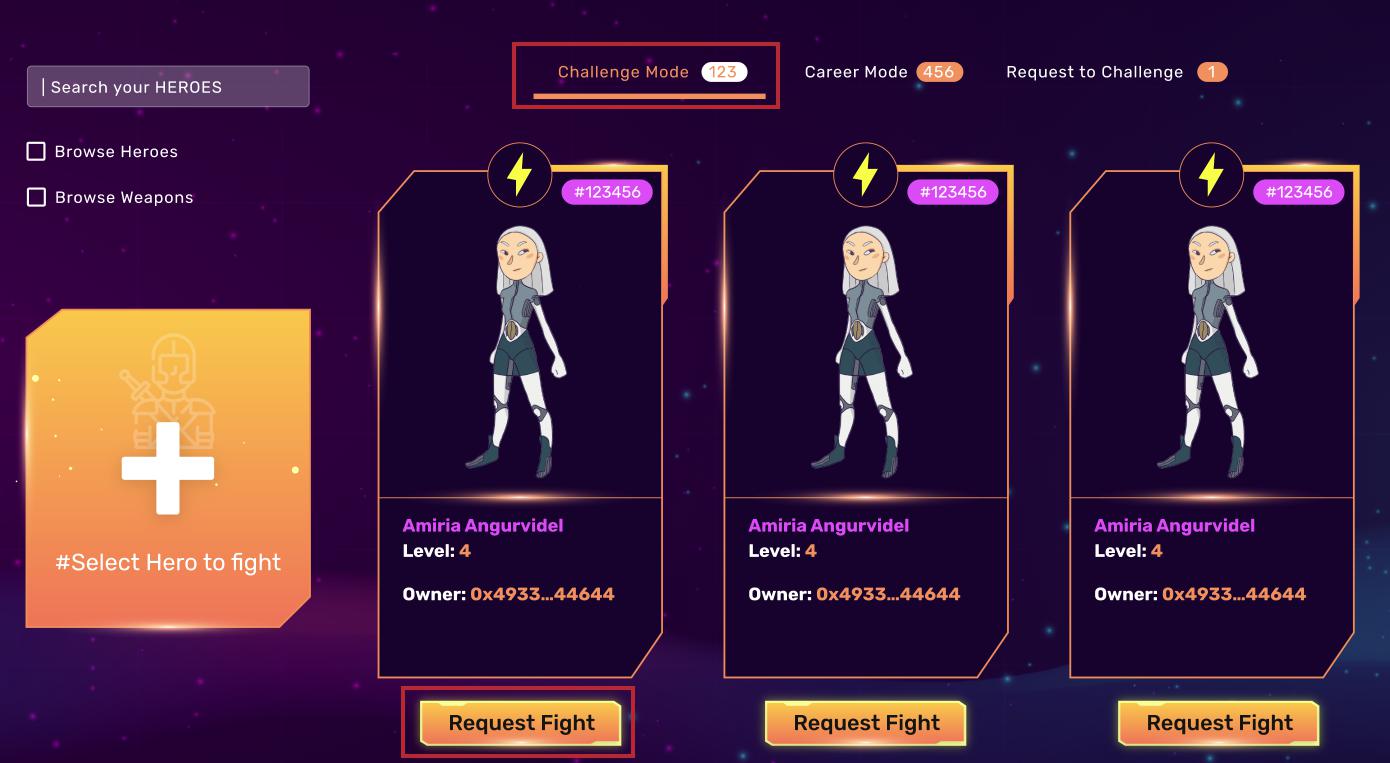 Search your HEROES
Browse Heroes
Browse Weapons
#Select Hero to fight
Challenge Mode 123
Career Mode 456
Request to Challenge 1
#123456
Amiria Angurvidel
Level: 4
Owner: 0x4933...44644
Request Fight
#123456
Amiria Angurvidel
Level: 4
Owner: 0x4933...44644
Request Fight
#123456
Amiria Angurvidel
Level: 4
Owner: 0x4933...44644
Request Fight